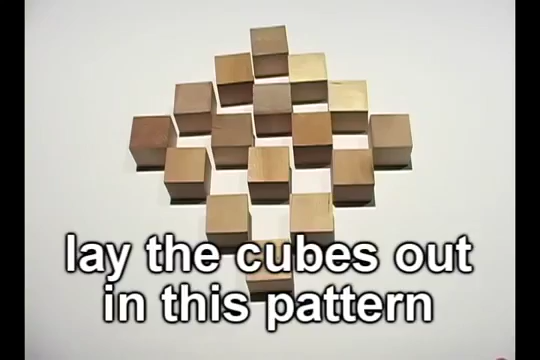 lay the cubes out
in this pattern